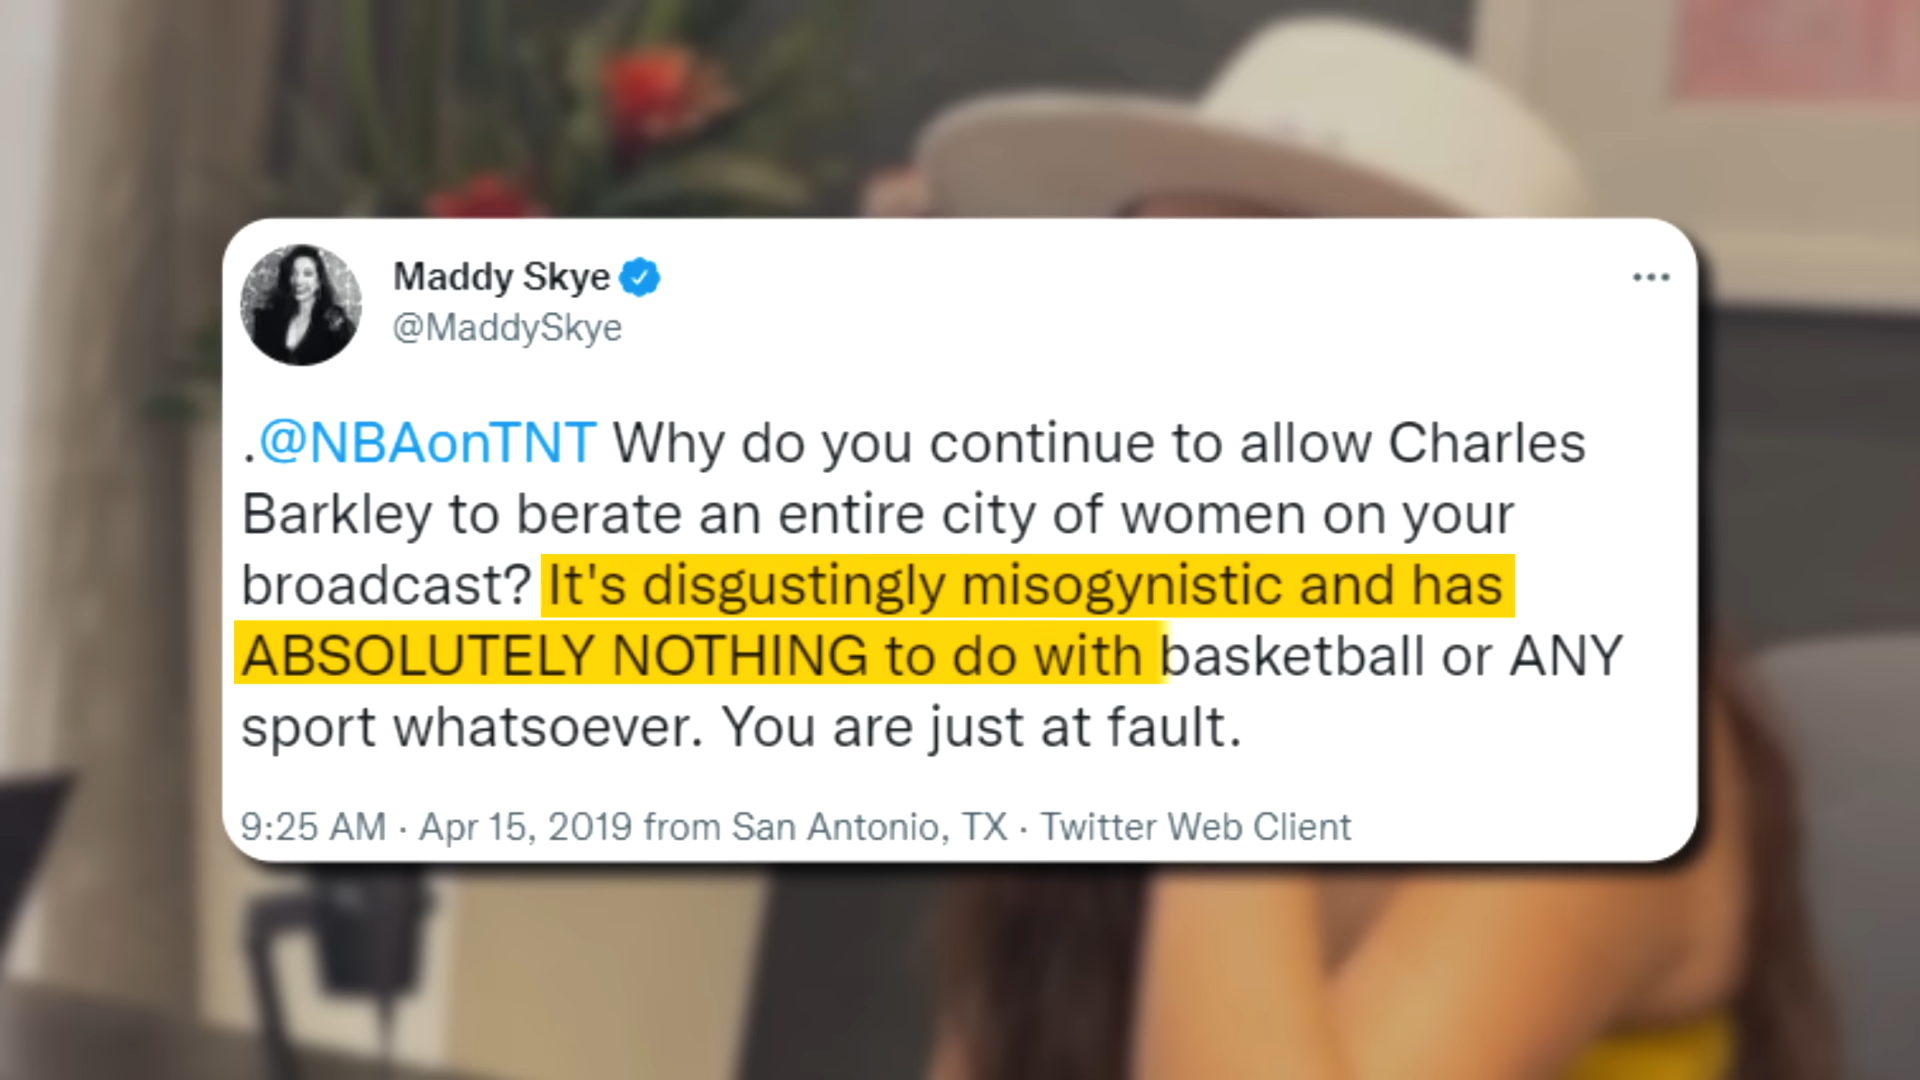 Maddy Skye
@MaddySkye
.@NBAonTNT Why do you continue to allow Charles
Barkley to berate an entire city of women on your
broadcast? It's disgustingly misogynistic and has
ABSOLUTELY NOTHING to do with basketball or ANY
sport whatsoever. You are just at fault.
9:25 AM · Apr 15, 2019 from San Antonio, TX · Twitter Web Client